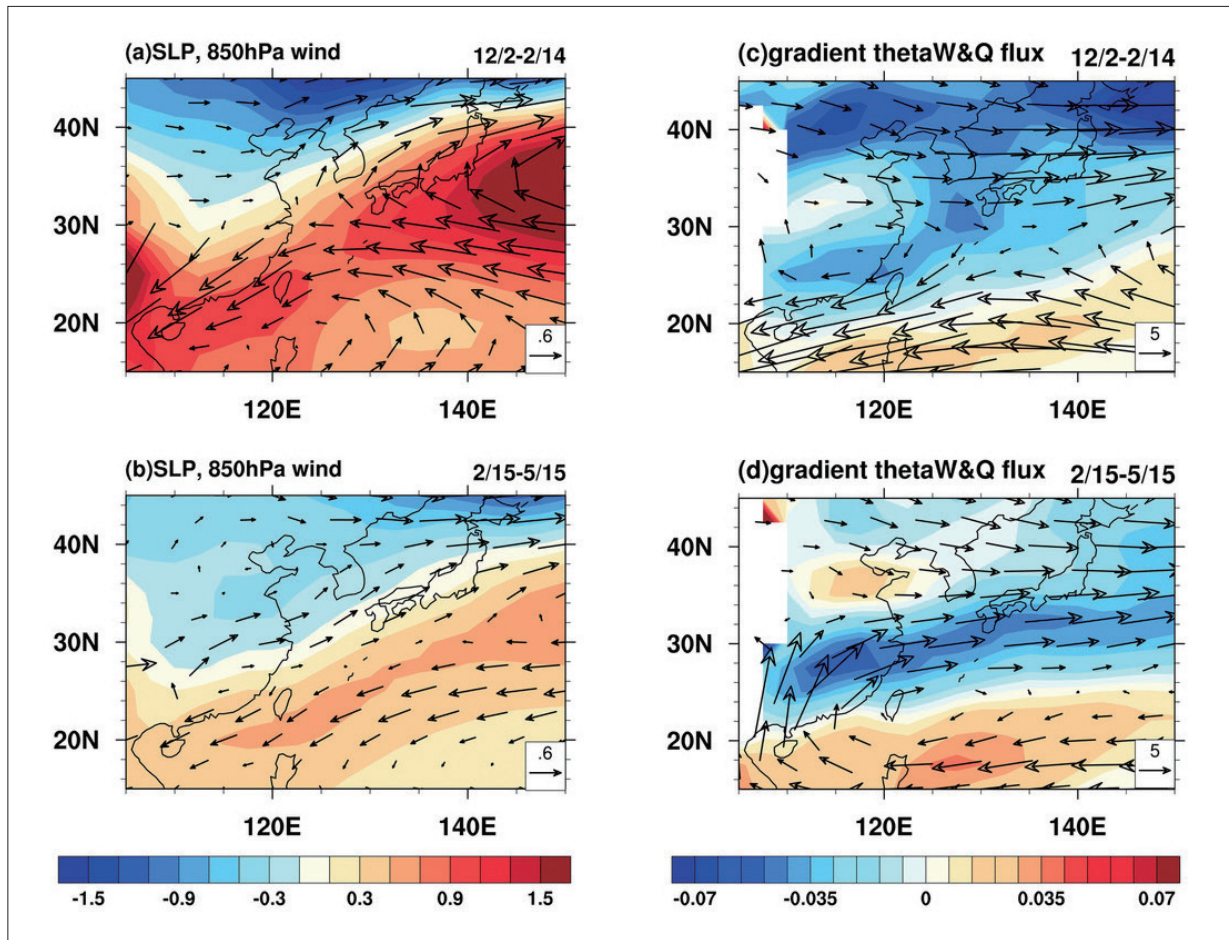 (a)SLP, 850hPa wind 12/2-2/14
40N
30N
20N
.6
120E 140E
(c)gradient thetaW&Q flux 12/2-2/14
40N
30N
20N
5
120E 140E
(b)SLP, 850hPa wind 2/15-5/15
40N
30N
20N
.6
120E 140E
(d)gradient thetaW&Q flux 2/15-5/15
40N
30N
20N
5
120E 140E
-1.5 -0.9 -0.3 0.3 0.9 1.5
-0.07 -0.035 0 0.035 0.07